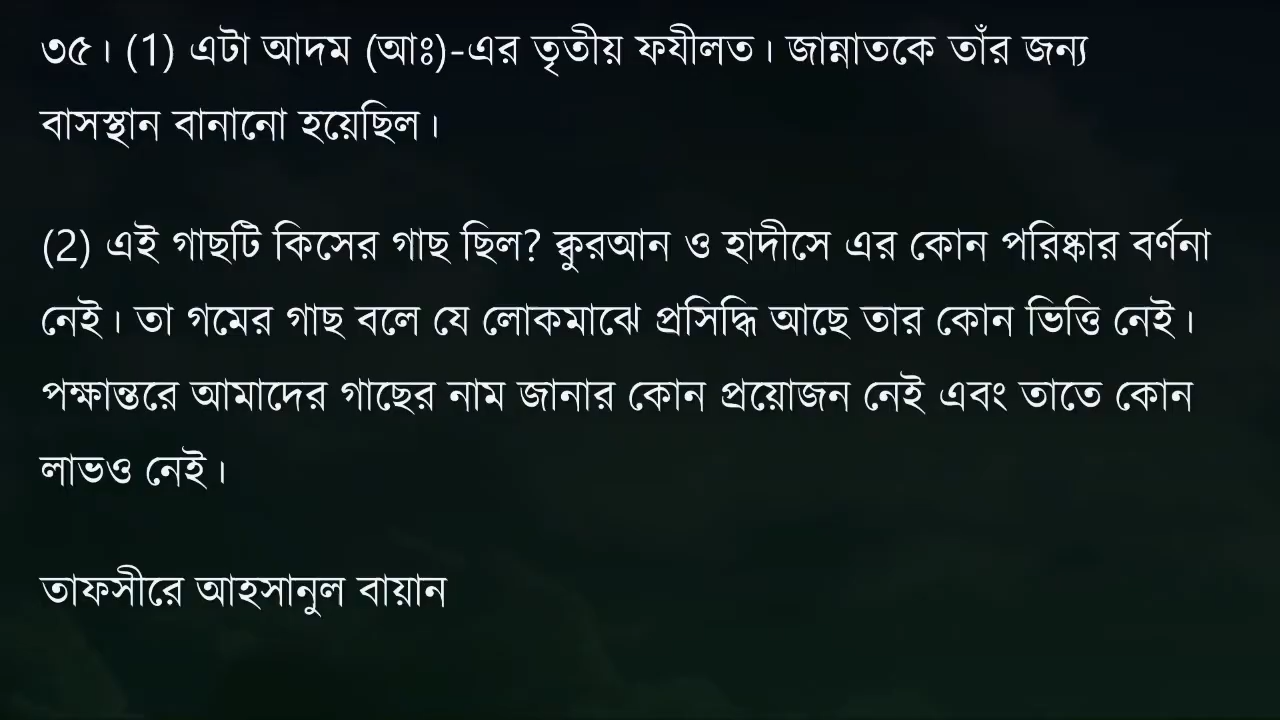 ৩৫। (1) এটা আদম (আঃ)-এর তৃতীয় ফযীলত। জান্নাতকে তাঁর জন্য
বাসস্থান বানানো হয়েছিল।
(2) এই গাছটি কিসের গাছ ছিল? ক্বুরআন ও হাদীসে এর কোন পরিষ্কার বর্ণনা
নেই। তা গমের গাছ বলে যে লোকমাঝে প্রসিদ্ধি আছে তার কোন ভিত্তি নেই।
পক্ষান্তরে আমাদের গাছের নাম জানার কোন প্রয়োজন নেই এবং তাতে কোন
লাভও নেই।
তাফসীরে আহসানুল বায়ান